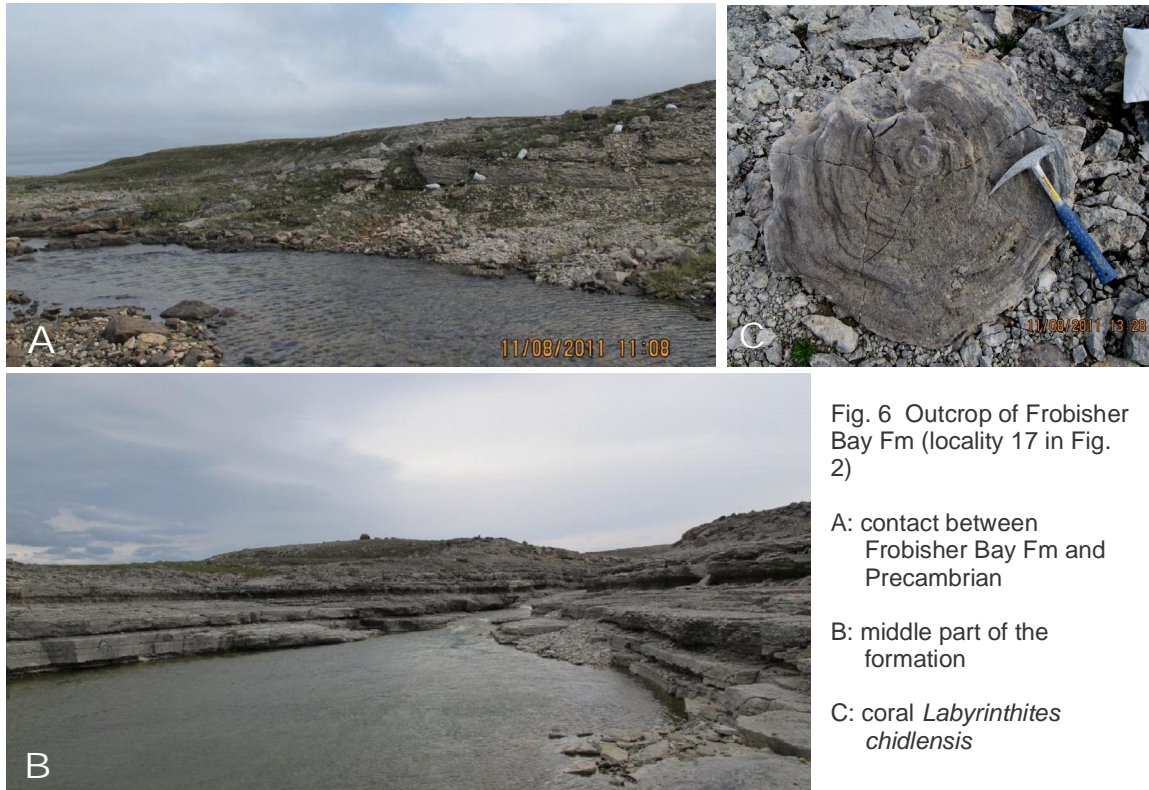 A
11/08/2011 11:08
C
11/08/2011 13:28
B
Fig. 6 Outcrop of Frobisher
Bay Fm (locality 17 in Fig.
2)
A: contact between
Frobisher Bay Fm and
Precambrian
B: middle part of the
formation
C: coral Labyrinthites
chidlensis